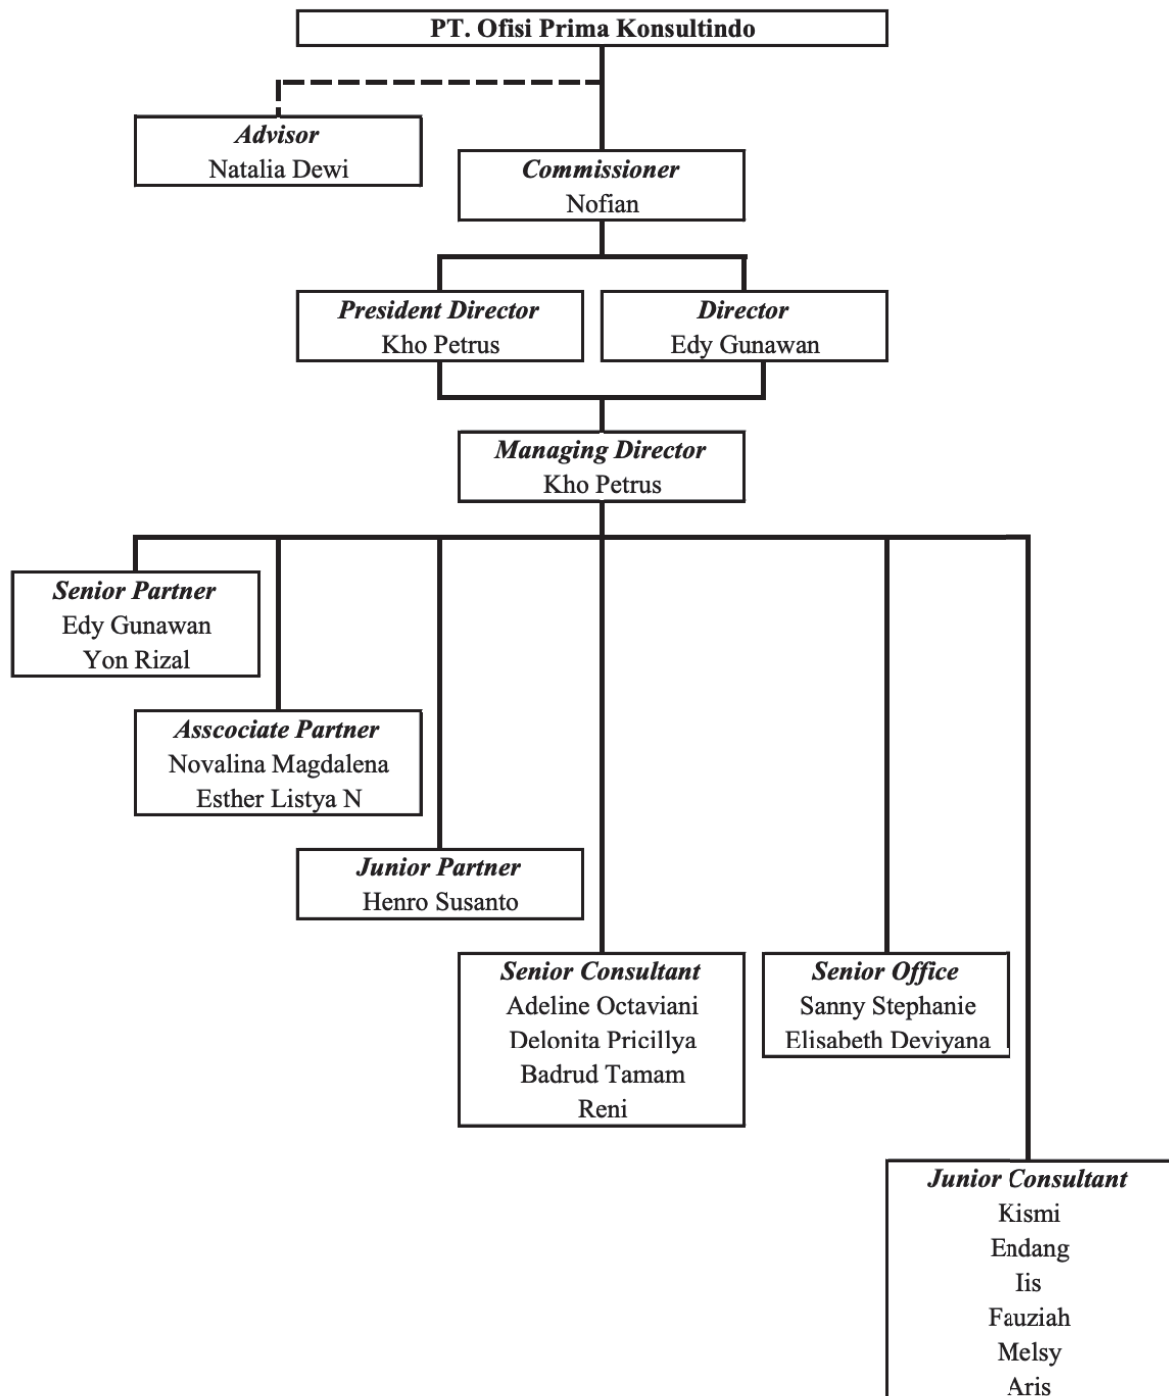 PT. Ofisi Prima Konsultindo
Advisor
Natalia Dewi
Commissioner
Nofian
President Director
Kho Petrus
Director
Edy Gunawan
Managing Director
Kho Petrus
Senior Partner
Edy Gunawan
Yon Rizal
Asscociate Partner
Novalina Magdalena
Esther Listya N
Junior Partner
Henro Susanto
Senior Consultant
Adeline Octaviani
Delonita Pricillya
Badrud Tamam
Reni
Senior Office
Sanny Stephanie
Elisabeth Deviyana
Junior Consultant
Kismi
Endang
Iis
Fauziah
Melsy
Aris